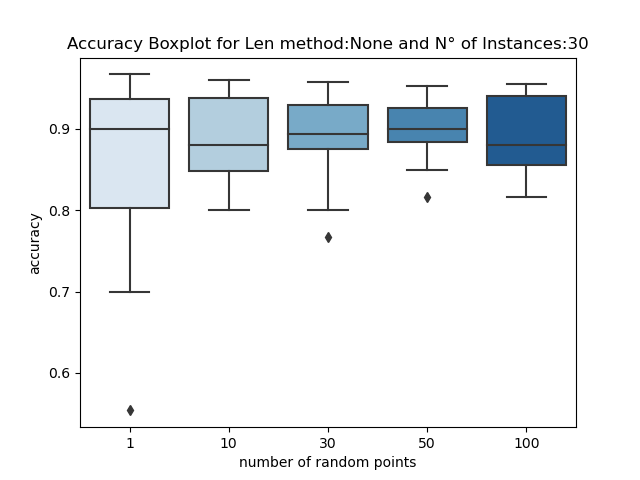 Accuracy Boxplot for Len method:None and N° of Instances:30
accuracy
0.9
0.8
0.7
0.6
1 10 30 50 100
number of random points